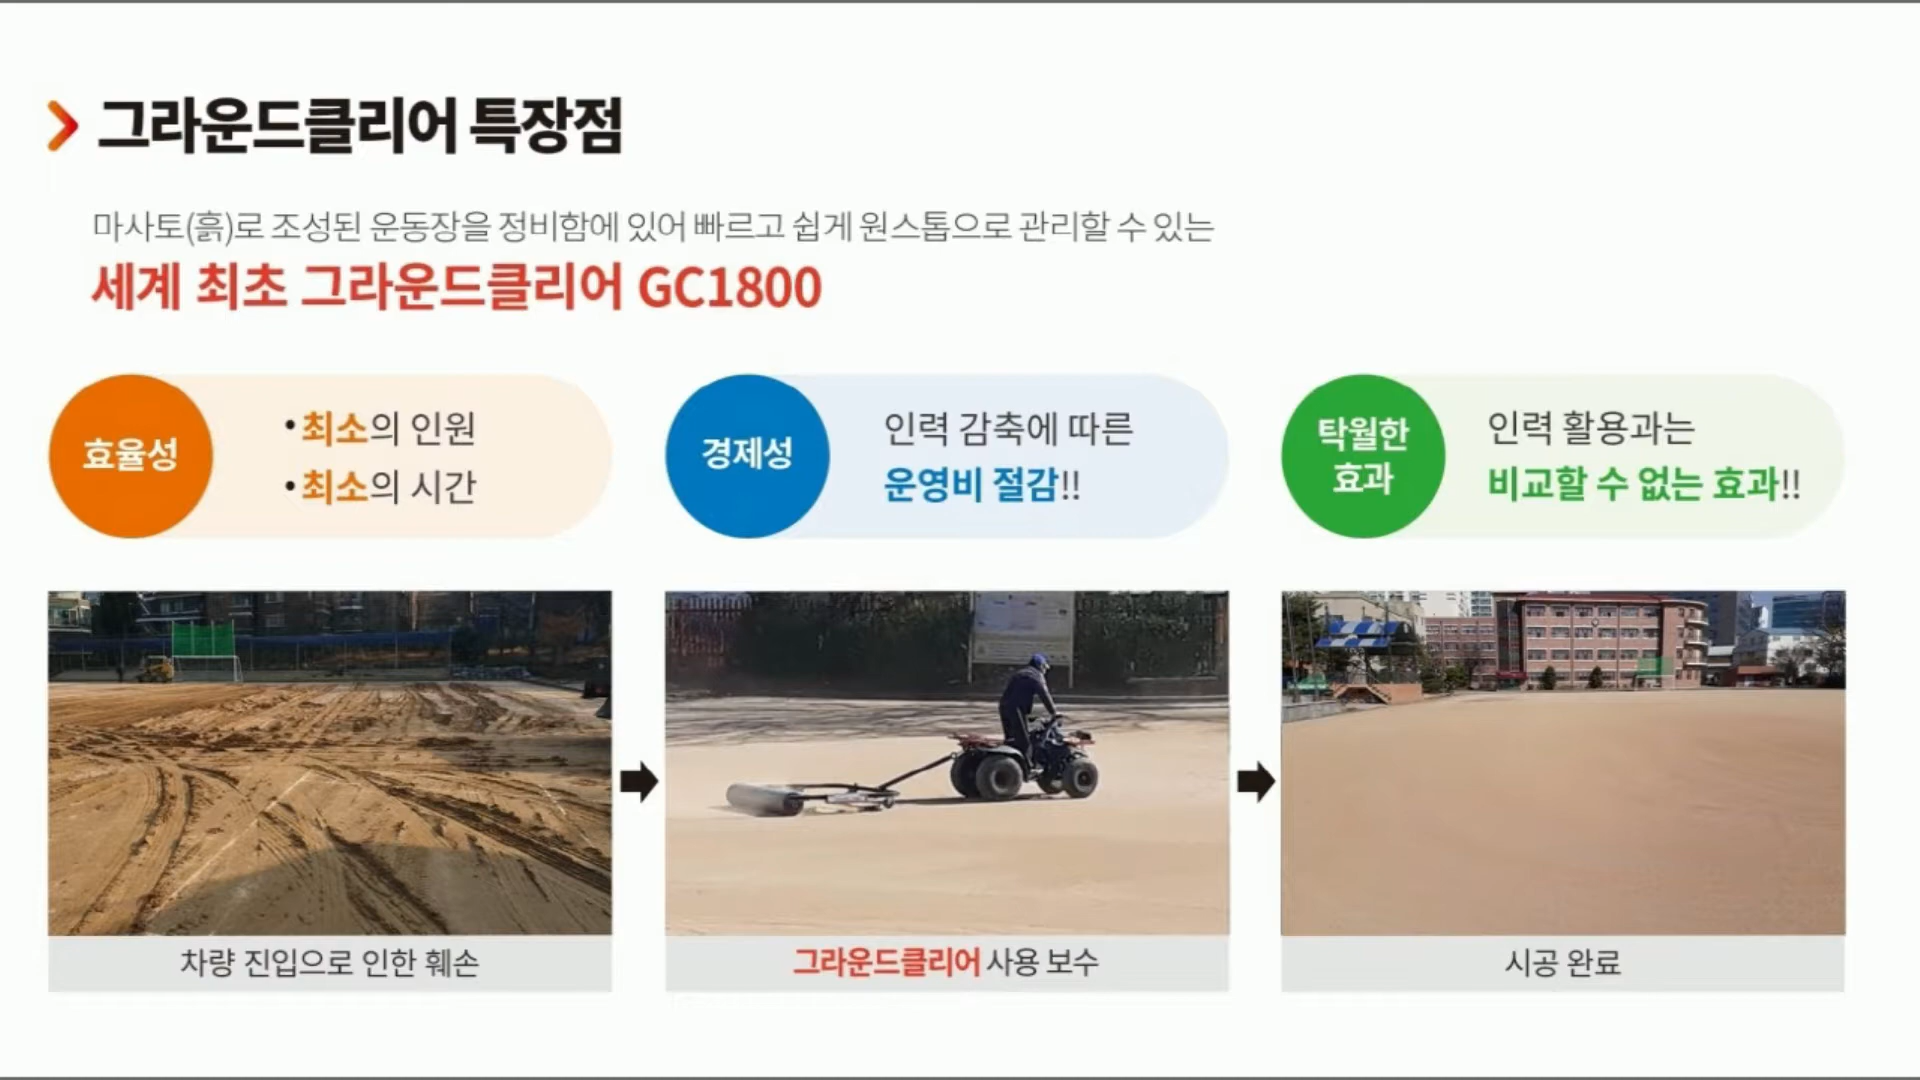 그라운드클리어 특장점
마사토(흙)로 조성된 운동장을 정비함에 있어 빠르고 쉽게 원스톱으로 관리할 수 있는
세계 최초 그라운드클리어 GC1800
효율성
• 최소의 인원
• 최소의 시간
경제성
인력 감축에 따른
운영비 절감!!
탁월한
효과
인력 활용과는
비교할 수 없는 효과!!
차량 진입으로 인한 훼손
그라운드클리어 사용 보수
시공 완료